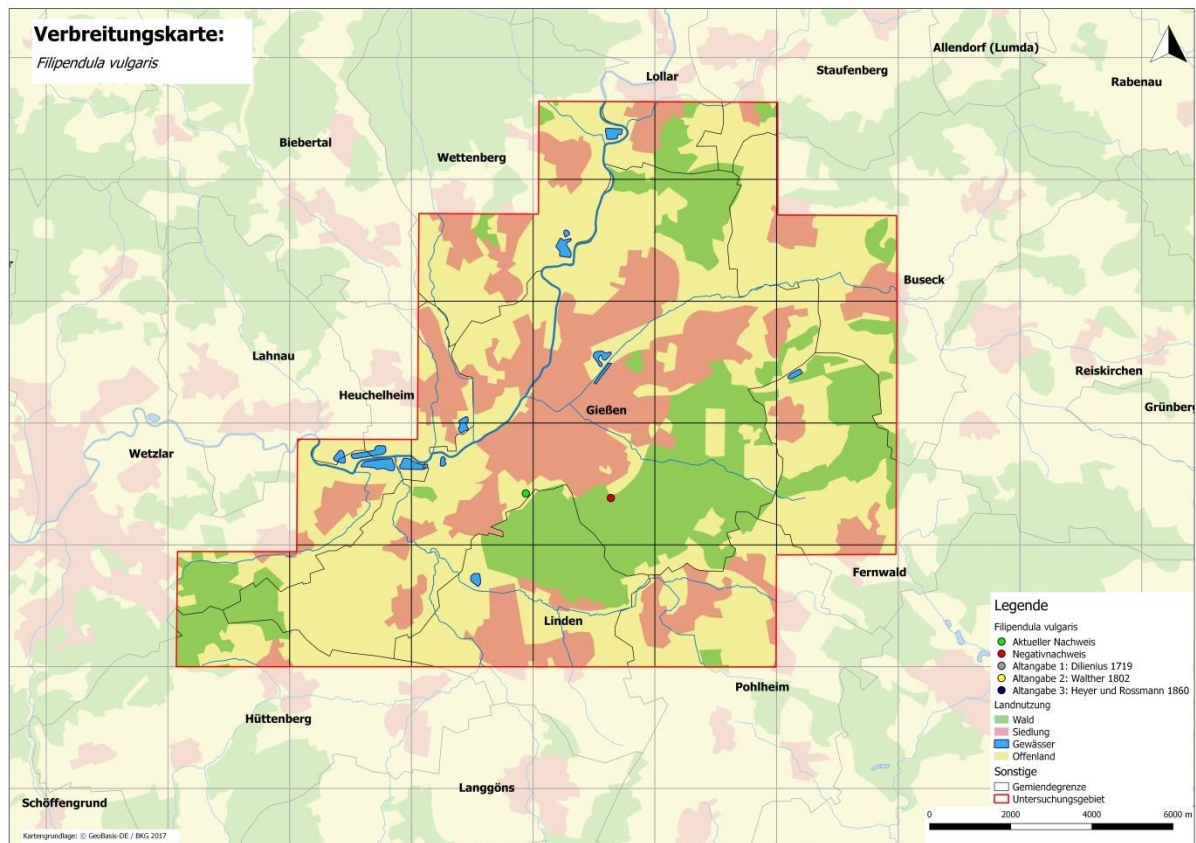 Verbreitungskarte:
Filipendula vulgaris
Allendorf (Lumda)
Lollar
Staufenberg
Rabenau
Biebertal
Wettenberg
Buseck
Lahnau
Reiskirchen
Heuchelheim
Grünberg
Gießen
Wetzlar
Fernwald
Linden
Pohlheim
Hüttenberg
Langgöns
Schöffengrund
Legende
Filipendula vulgaris
Aktueller Nachweis
Negativnachweis
Altangabe 1: Dilienius 1719
Altangabe 2: Walther 1802
Altangabe 3: Heyer und Rossmann 1860
Landnutzung
Wald
Siedlung
Gewässer
Offenland
Sonstige
Gemiendegrenze
Untersuchungsgebiet
0 2000 4000 6000 m
Kartengrundlage: © GeoBasis-DE / BKG 2017